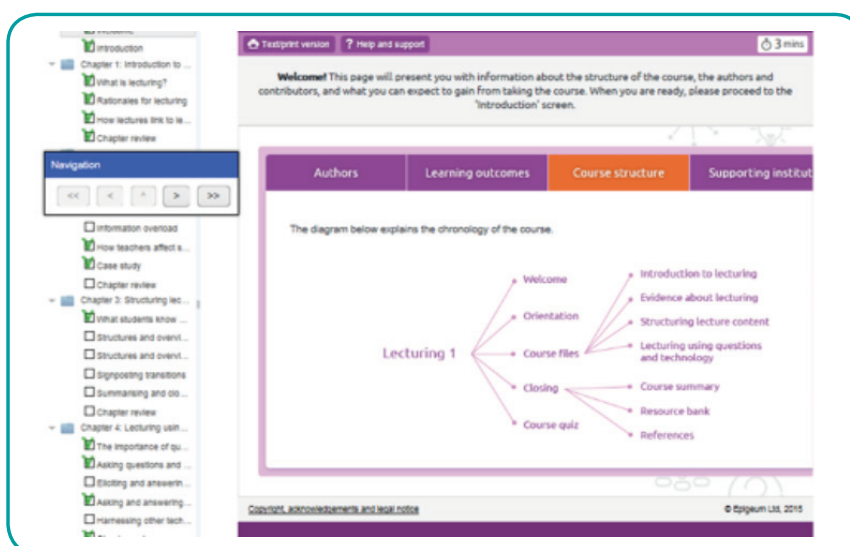 Introduction
Chapter 1: Introduction to ...
What is lecturing?
Rationales for lecturing
How lectures link to le...
Chapter review
Navigation
<< < ^ > >>
Information overload
How teachers affect s...
Case study
Chapter review
Chapter 3: Structuring lec...
What students know ...
Structures and overvi...
Structures and overvi...
Signposting transitions
Summarising and clo...
Chapter review
Chapter 4: Lecturing usin...
The importance of qu...
Asking questions and ...
Eliciting and answerin...
Asking and answering...
Harnessing other tech...
Text/print version ? Help and support 3 mins
Welcome! This page will present you with information about the structure of the course, the authors and
contributors, and what you can expect to gain from taking the course. When you are ready, please proceed to the
'Introduction' screen.
Authors Learning outcomes Course structure Supporting institut
The diagram below explains the chronology of the course.
Lecturing 1
Welcome
Orientation
Course files
Closing
Course quiz
Introduction to lecturing
Evidence about lecturing
Structuring lecture content
Lecturing using questions
and technology
Course summary
Resource bank
References
Copyright, acknowledgements and legal notice
© Epigeum Ltd, 2015